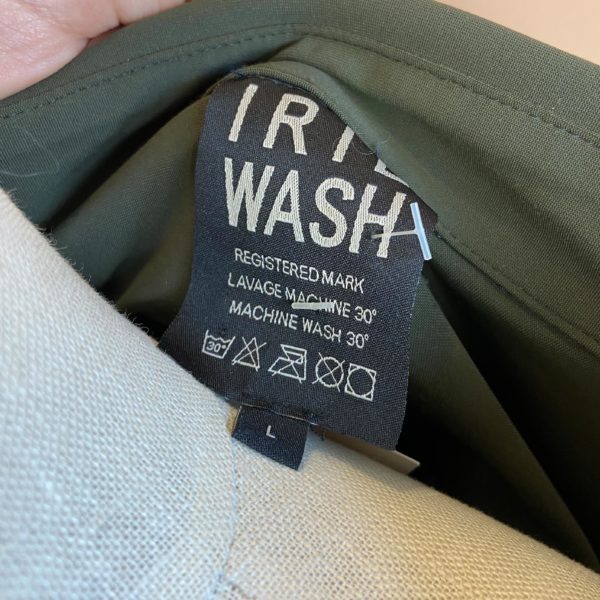 WASH
REGISTERED MARK
LAVAGE MACHINE 30°
MACHINE WASH 30°
30°
L